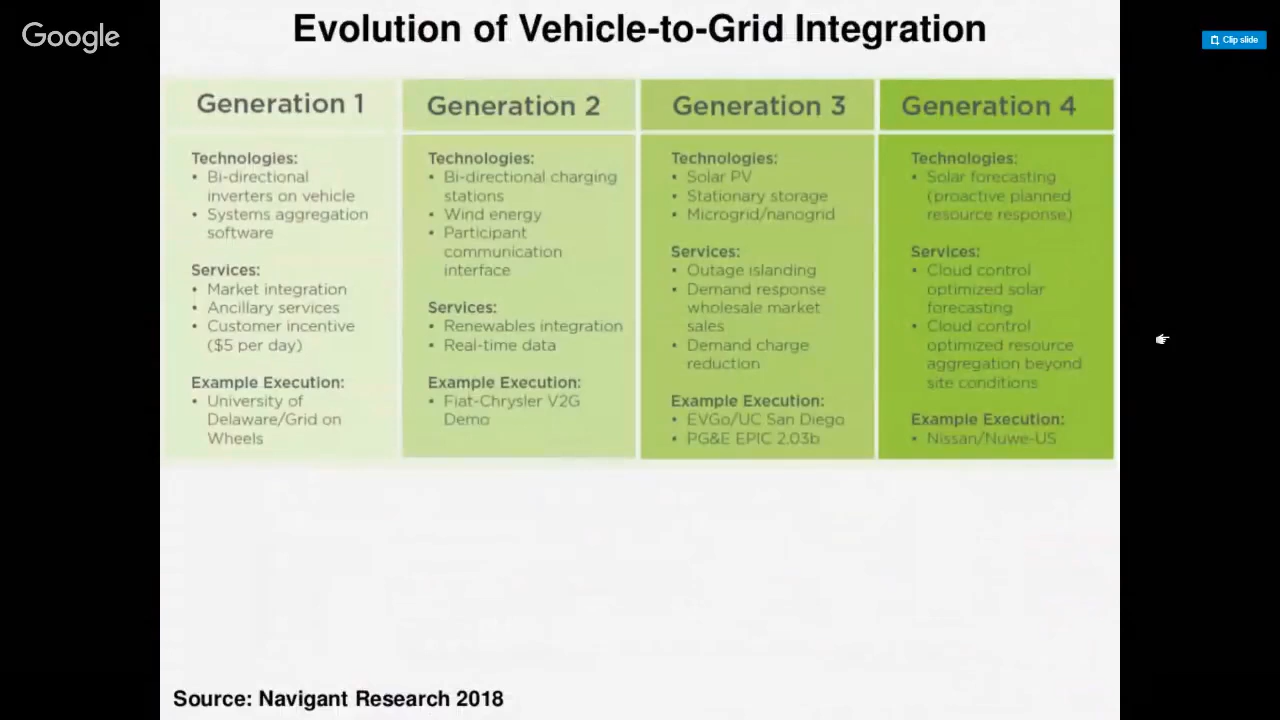 Google
Clip slide
Evolution of Vehicle-to-Grid Integration
Generation 1
Technologies:
• Bi-directional
inverters on vehicle
• Systems aggregation
software
Services:
• Market integration
• Ancillary services
• Customer incentive
($5 per day)
Example Execution:
• University of
Delaware/Grid on
Wheels
Generation 2
Technologies:
• Bi-directional charging
stations
• Wind energy
• Participant
communication
interface
Services:
• Renewables integration
• Real-time data
Example Execution:
• Fiat-Chrysler V2G
Demo
Generation 3
Technologies:
• Solar PV
• Stationary storage
• Microgrid/nanogrid
Services:
• Outage islanding
• Demand response
wholesale market
sales
• Demand charge
reduction
Example Execution:
• EVGo/UC San Diego
• PG&E EPIC 2.03b
Generation 4
Technologies:
• Solar forecasting
(proactive planned
resource response)
Services:
• Cloud control
optimized solar
forecasting
• Cloud control
optimized resource
aggregation beyond
site conditions
Example Execution:
• Nissan/Nuwe-US
Source: Navigant Research 2018